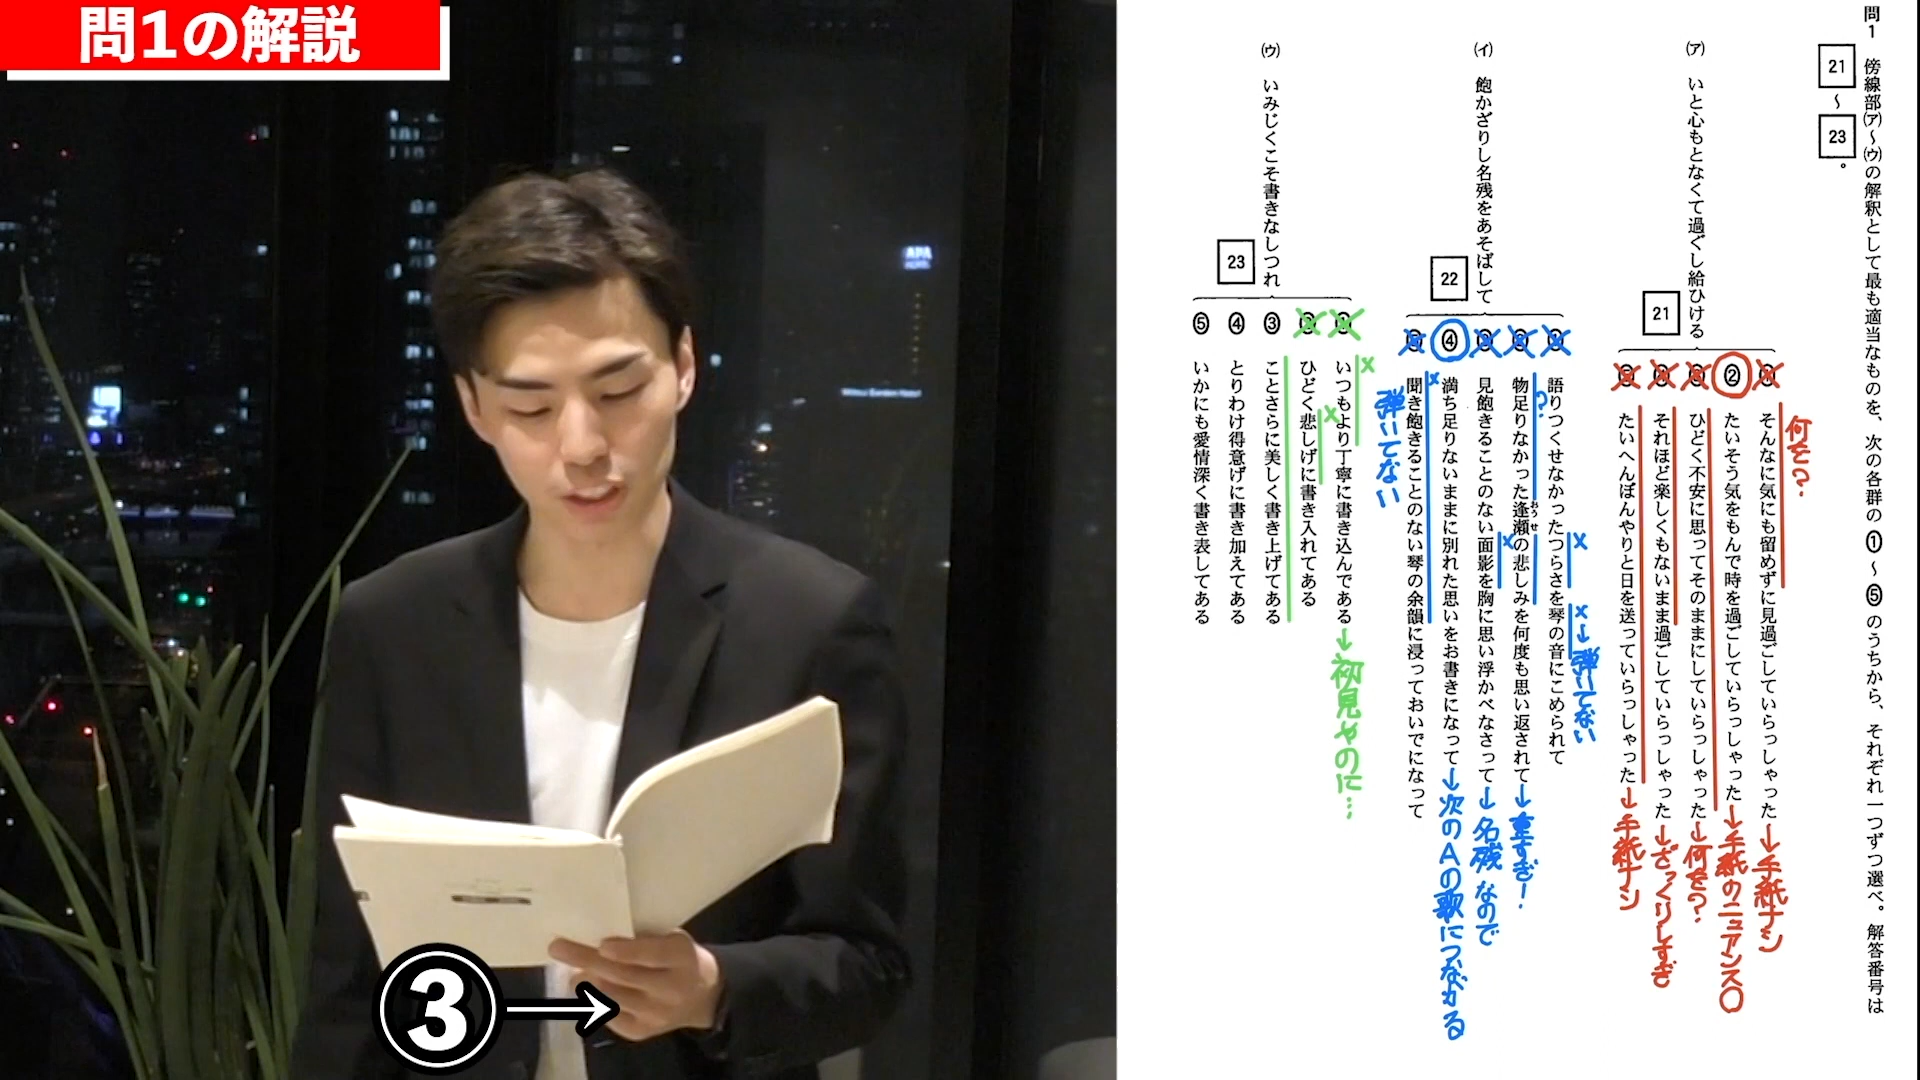 問1の解説
APA
③→
問1 傍線部㋐~㋒の解釈として最も適当なものを、次の各群の①~⑤のうちから、それぞれ一つずつ選べ。解答番号は
21~23。
㋐ いと心もとなくて過ぐし給ひける
21
①そんなに気にも留めずに見過ごしていらっしゃった
何を?
→手紙ナシ
②たいそう気をもんで時を過ごしていらっしゃった
→手紙のニュアンス○
③ひどく不安に思ってそのままにしていらっしゃった
→何を?
④それほど楽しくもないまま過ごしていらっしゃった
→ざっくりしすぎ
⑤たいへんぼんやりと日を送っていらっしゃった
→手紙ナシ
㋑ 飽かざりし名残をあそばして
22
①語りつくせなかったつらさを琴の音にこめられて
x
x→弾いてない
②物足りなかった逢瀬の悲しみを何度も思い返されて
おうせ
?
→重すぎ!
③見飽きることのない面影を胸に思い浮かべなさって
x
→名残なので
④満ち足りないままに別れた思いをお書きになって
→次のAの歌につながる
⑤聞き飽きることのない琴の余韻に浸っておいでになって
x
弾いてない
㋒ いみじくこそ書きなしつれ
23
①いつもより丁寧に書き込んである
x
→初見やのに…
②ひどく悲しげに書き入れてある
x
③ことさらに美しく書き上げてある
④とりわけ得意げに書き加えてある
⑤いかにも愛情深く書き表してある